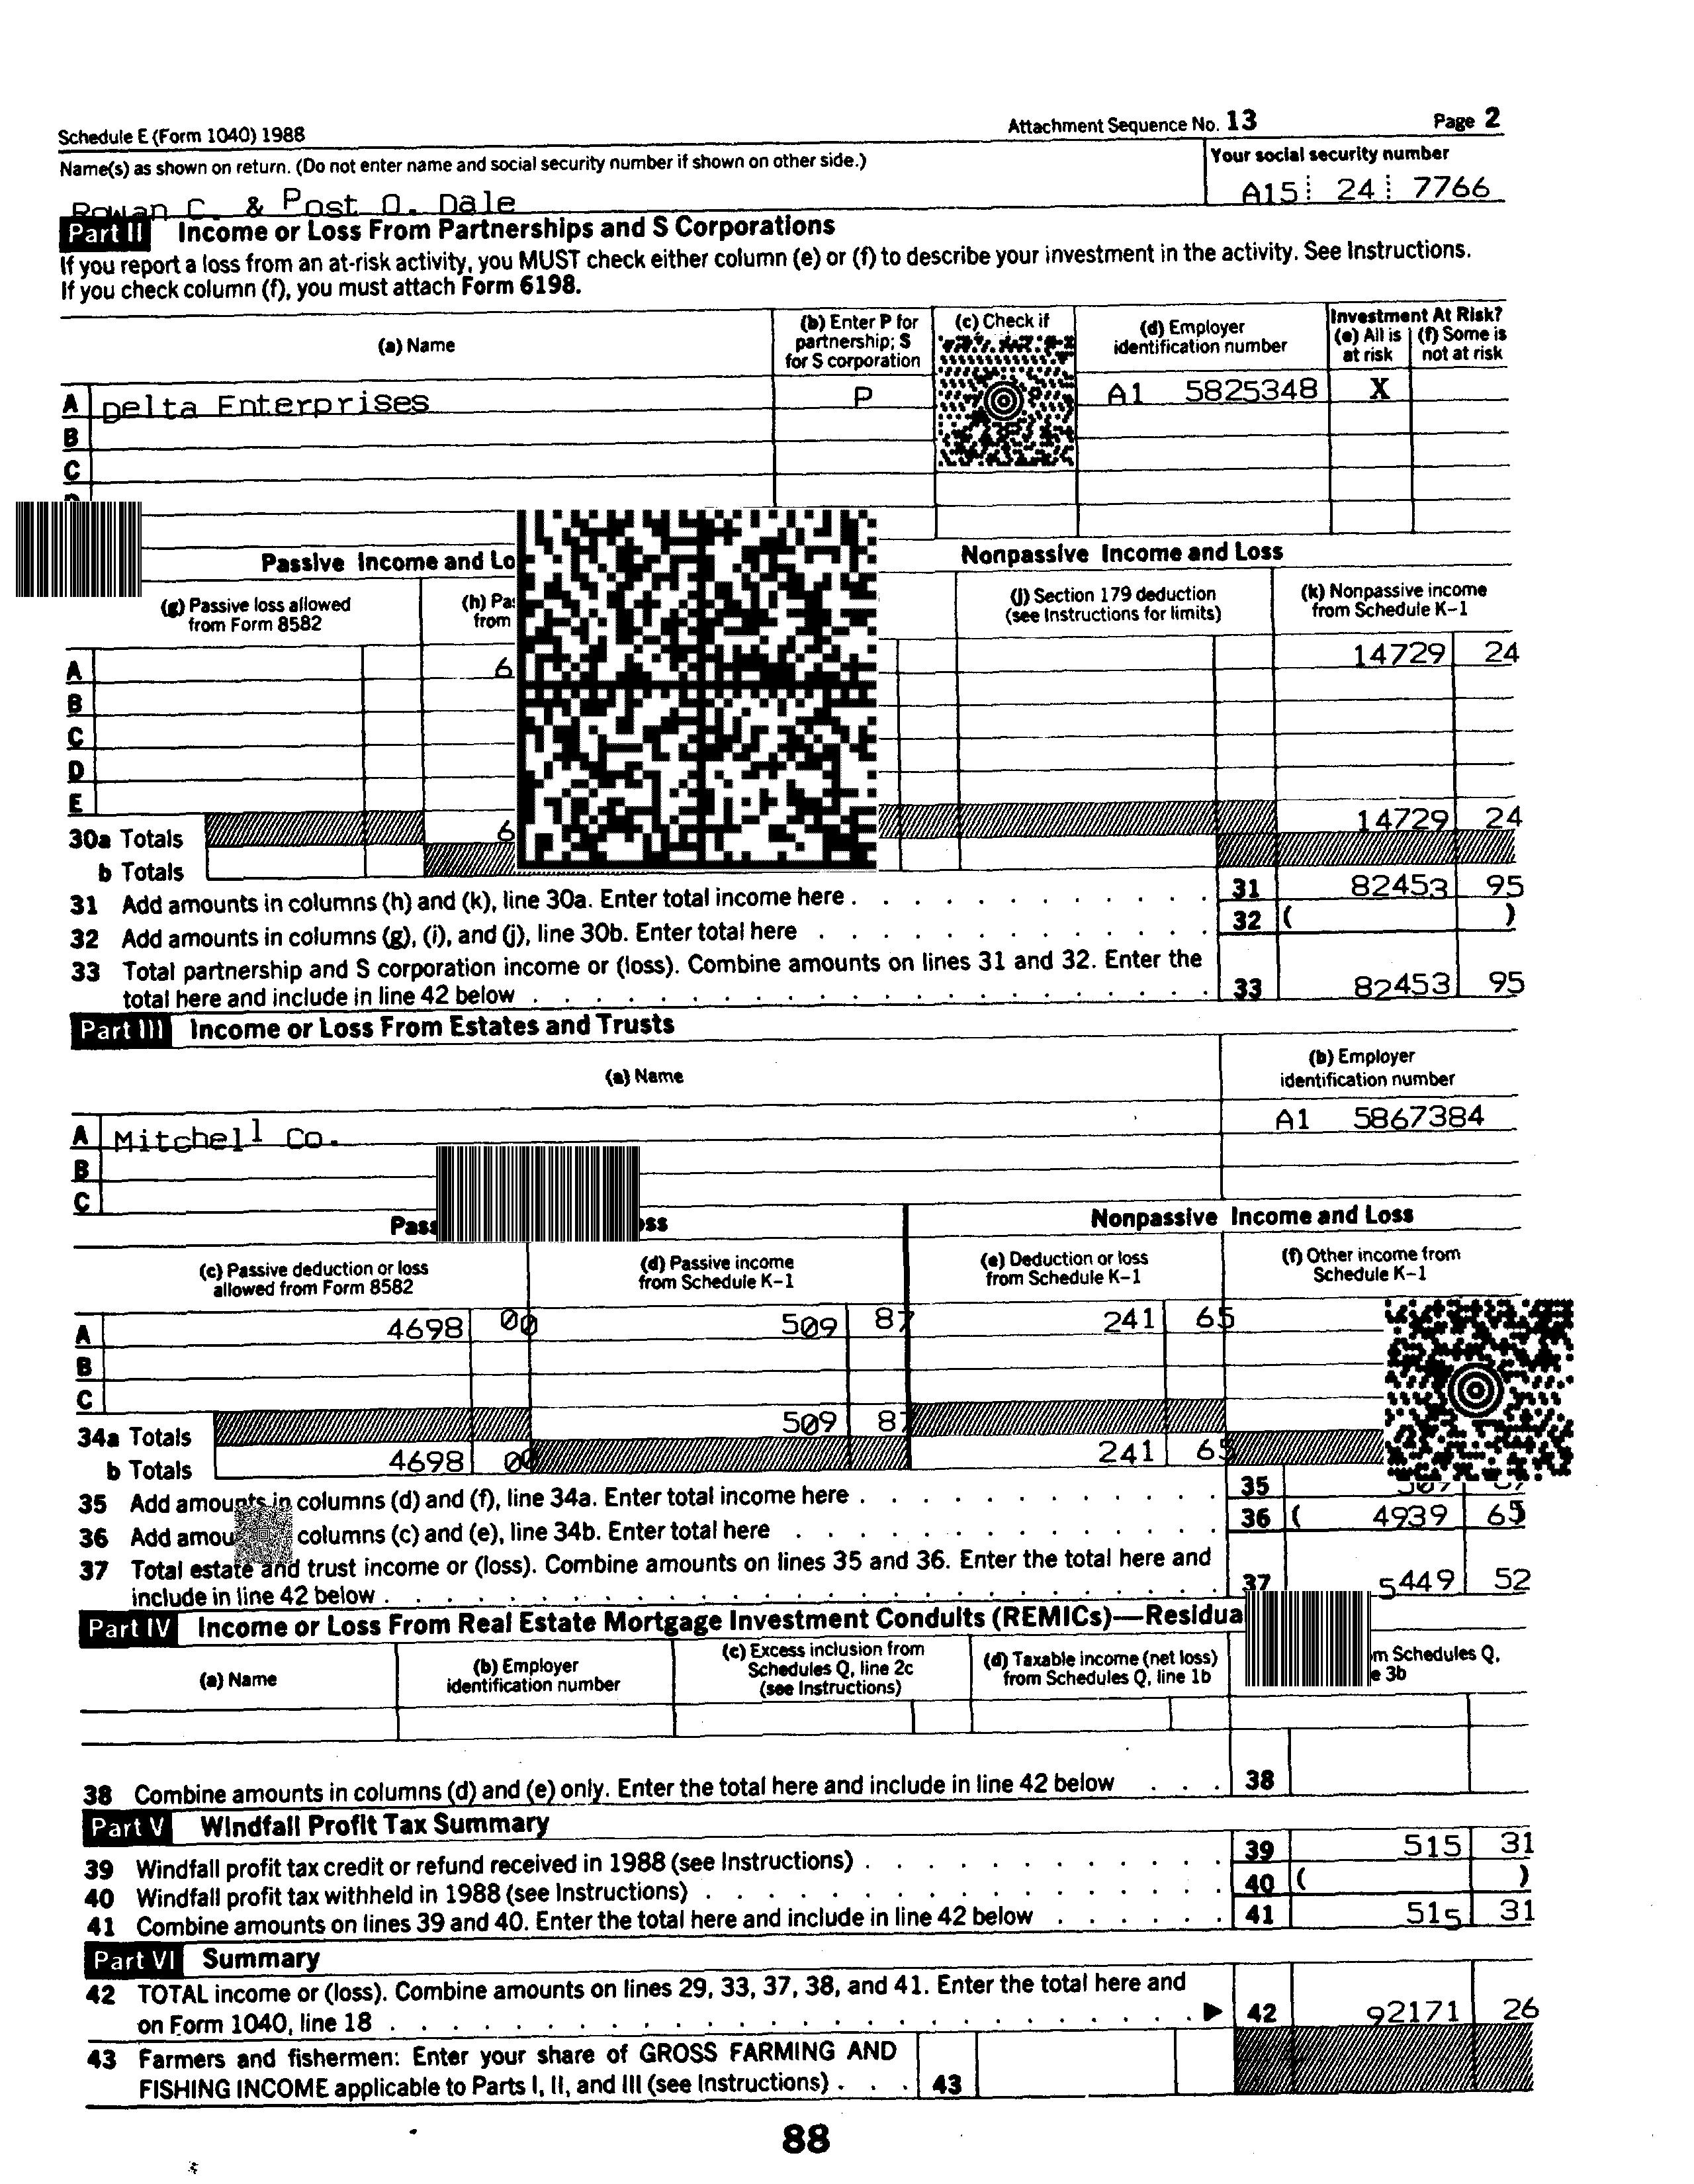 Schedule E (Form 1040) 1988 Attachment Sequence No. 13 Page 2
Name(s) as shown on return. (Do not enter name and social security number if shown on other side.) Your social security number
Rowan C. & Post O. Dale A15 24 7766
Part II Income or Loss From Partnerships and S Corporations
If you report a loss from an at-risk activity, you MUST check either column (e) or (f) to describe your investment in the activity. See Instructions.
If you check column (f), you must attach Form 6198.
(a) Name (b) Enter P for partnership; S for S corporation (c) Check if (d) Employer identification number Investment At Risk? (e) All is at risk (f) Some is not at risk
A Delta Enterprises P A1 5825348 X
B
C
Passive Income and Nonpassive Income and Loss
(g) Passive loss allowed from Form 8582 (h) from (j) Section 179 deduction (see Instructions for limits) (k) Nonpassive income from Schedule K–1
A 14729 24
B
C
D
E
30a Totals 14729 24
b Totals
31 Add amounts in columns (h) and (k), line 30a. Enter total income here . . . . . . . . . . . . 31 82453 95
32 Add amounts in columns (g), (i), and (j), line 30b. Enter total here . . . . . . . . . . . . . 32 ( )
33 Total partnership and S corporation income or (loss). Combine amounts on lines 31 and 32. Enter the
total here and include in line 42 below . . . . . . . . . . . . . . . . . . . . . 33 82453 95
Part III Income or Loss From Estates and Trusts
(a) Name (b) Employer identification number
A Mitchell Co. A1 5867384
B
C
Nonpassive Income and Loss
(c) Passive deduction or loss allowed from Form 8582 (d) Passive income from Schedule K–1 (e) Deduction or loss from Schedule K–1 (f) Other income from Schedule K–1
A 4698 00 509 87 241 65
B
C
34a Totals 509 87
b Totals 4698 00 241 65
35 Add amounts in columns (d) and (f), line 34a. Enter total income here . . . . . . . . . . . . 35
36 Add columns (c) and (e), line 34b. Enter total here . . . . . . . . . . . . . 36 ( 4939 65 )
37 Total estate and trust income or (loss). Combine amounts on lines 35 and 36. Enter the total here and
include in line 42 below . . . . . . . . . . . . . . . . . . . . . . . . 37 5449 52
Part IV Income or Loss From Real Estate Mortgage Investment Conduits (REMICs)—
(a) Name (b) Employer identification number (c) Excess inclusion from Schedules Q, line 2c (see Instructions) (d) Taxable income (net loss) from Schedules Q, line 1b Schedules Q, 3b
38 Combine amounts in columns (d) and (e) only. Enter the total here and include in line 42 below . . . 38
Part V Windfall Profit Tax Summary
39 Windfall profit tax credit or refund received in 1988 (see Instructions) . . . . . . . . . . . . 39 515 31
40 Windfall profit tax withheld in 1988 (see Instructions) . . . . . . . . . . . . . . . . 40 ( )
41 Combine amounts on lines 39 and 40. Enter the total here and include in line 42 below . . . . . . 41 515 31
Part VI Summary
42 TOTAL income or (loss). Combine amounts on lines 29, 33, 37, 38, and 41. Enter the total here and
on Form 1040, line 18 . . . . . . . . . . . . . . . . . . . . . . . . ▶ 42 92171 26
43 Farmers and fishermen: Enter your share of GROSS FARMING AND
FISHING INCOME applicable to Parts I, II, and III (see Instructions) . . . 43
88